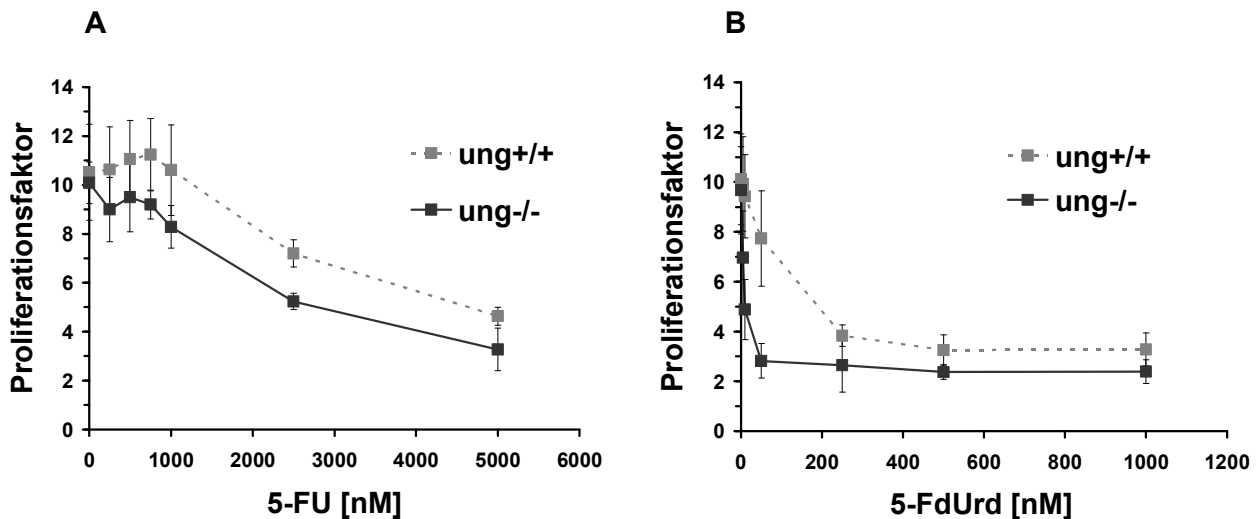 A
Proliferationsfaktor
14
12
10
8
6
4
2
0
ung+/+
ung-/-
0 1000 2000 3000 4000 5000 6000
5-FU [nM]
B
Proliferationsfaktor
14
12
10
8
6
4
2
0
ung+/+
ung-/-
0 200 400 600 800 1000 1200
5-FdUrd [nM]